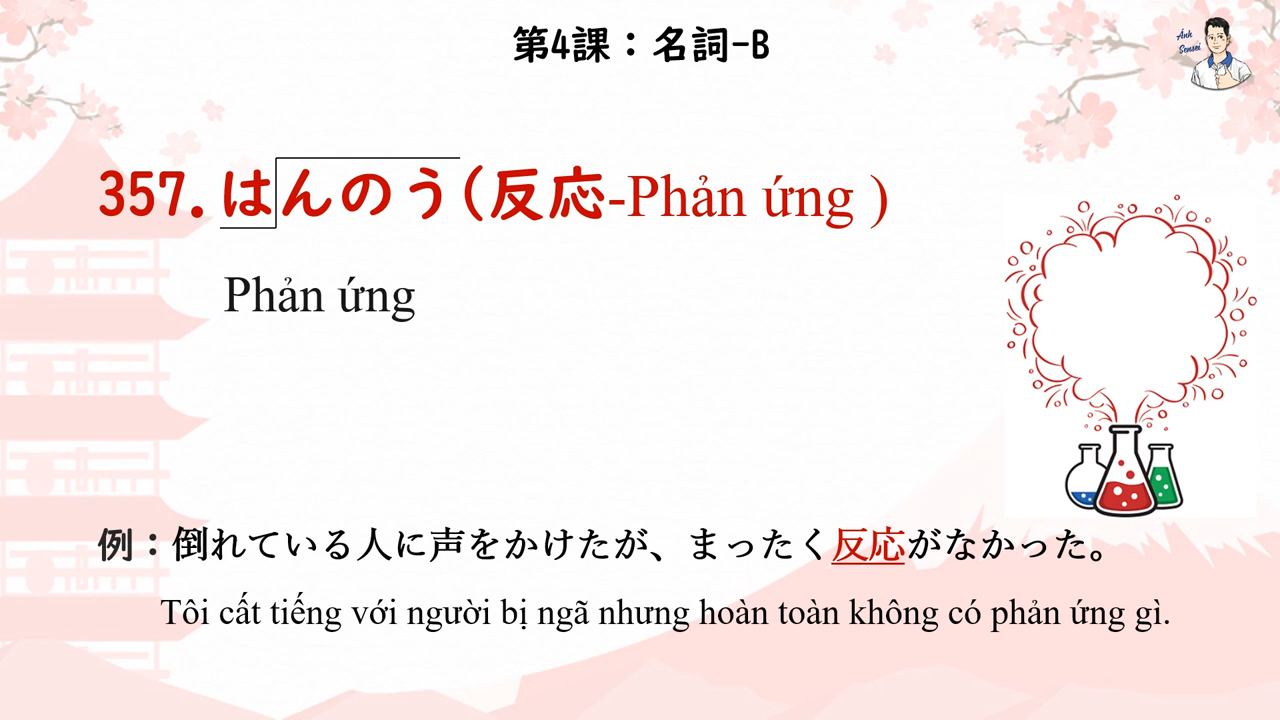 第4課：名詞-B
Anh Sensei
357. はんのう(反応-Phản ứng )
Phản ứng
例：倒れている人に声をかけたが、まったく反応がなかった。
Tôi cất tiếng với người bị ngã nhưng hoàn toàn không có phản ứng gì.